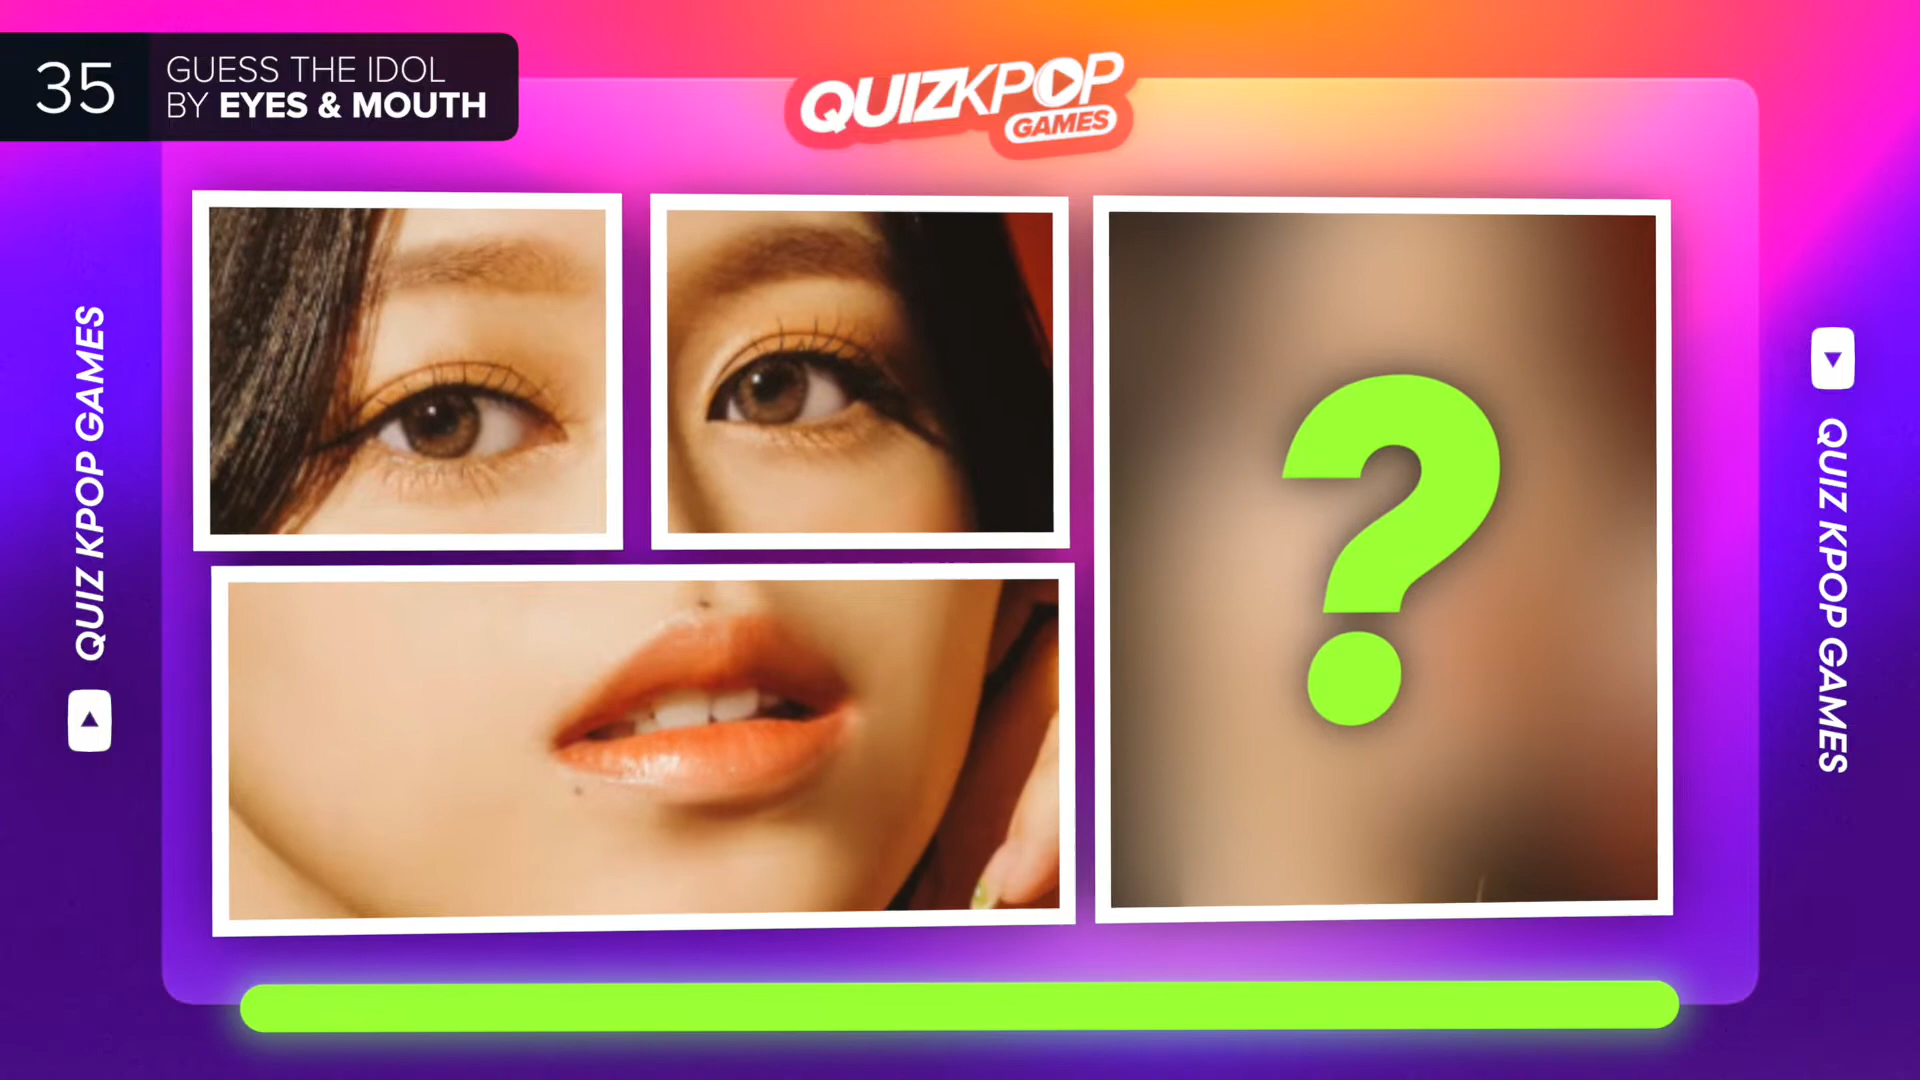 35
GUESS THE IDOL
BY EYES & MOUTH
QUIZKPOP
GAMES
QUIZ KPOP GAMES
?
QUIZ KPOP GAMES